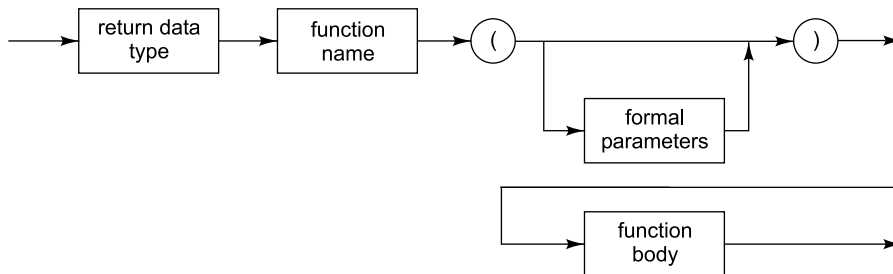 return data
type
function
name
(
)
formal
parameters
function
body